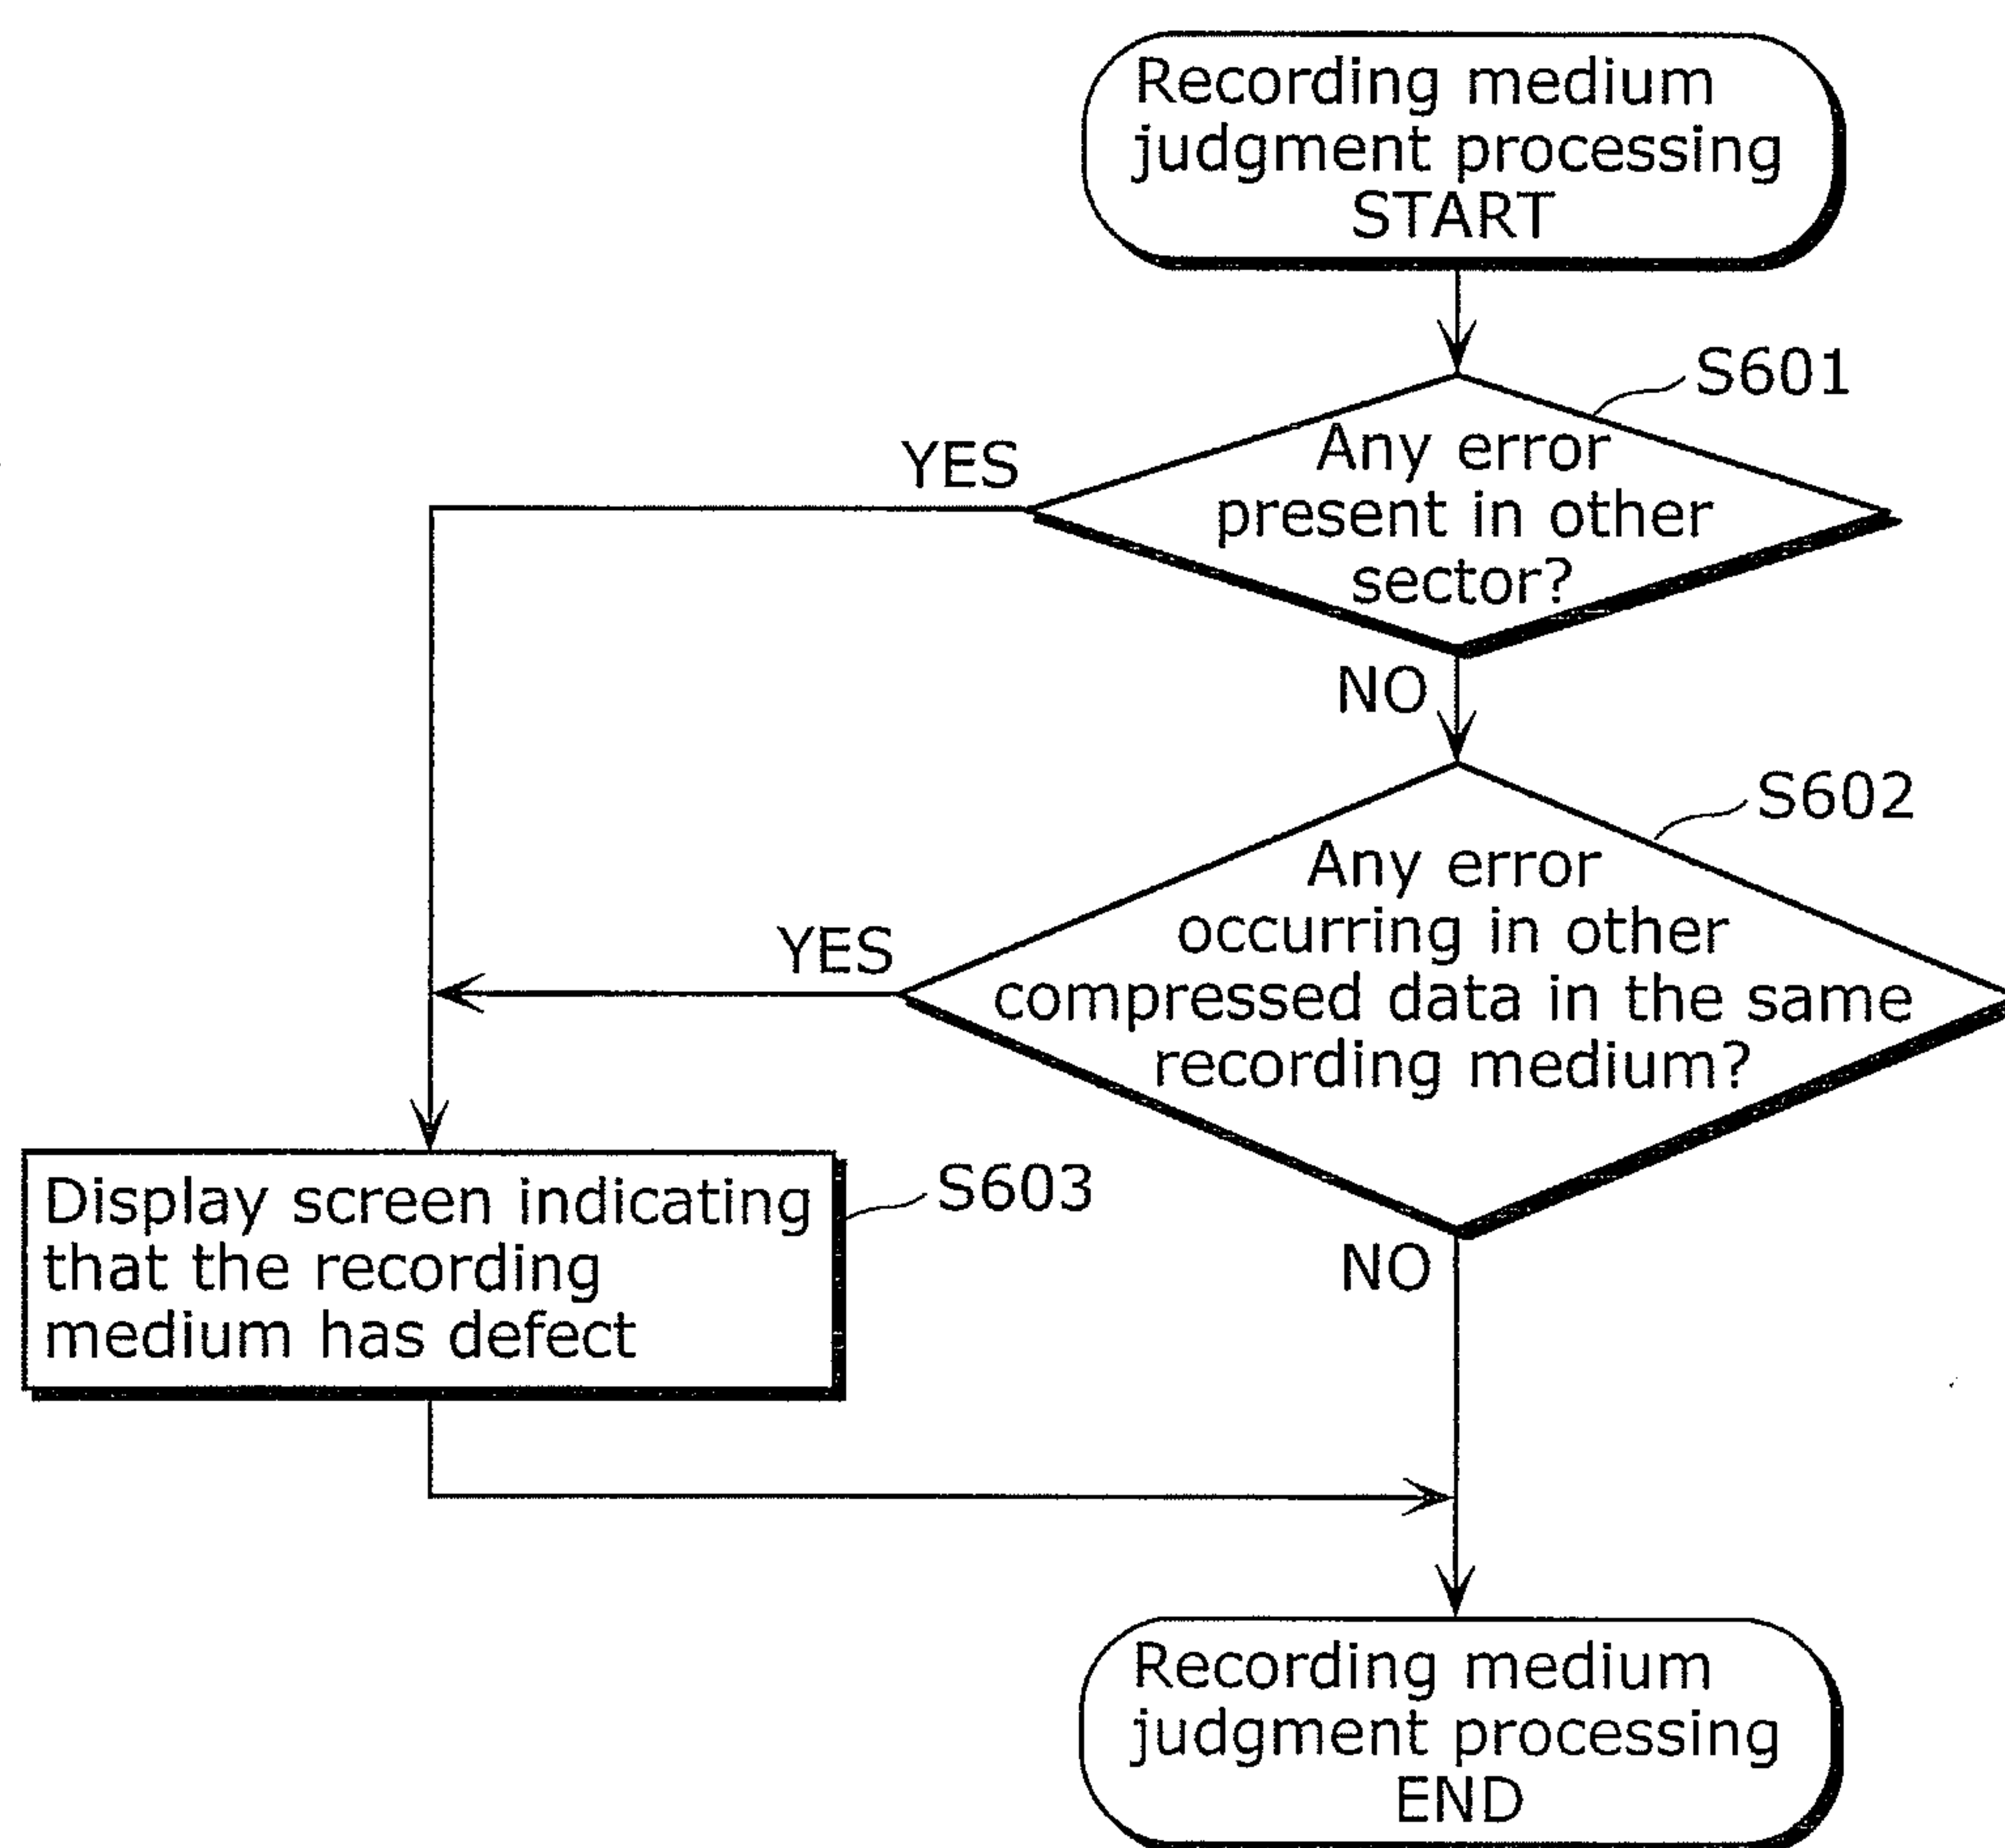 Recording medium
judgment processing
START
S601
YES
Any error
present in other
sector?
NO
S602
YES
Any error
occurring in other
compressed data in the same
recording medium?
Display screen indicating
that the recording
medium has defect
S603
NO
Recording medium
judgment processing
END